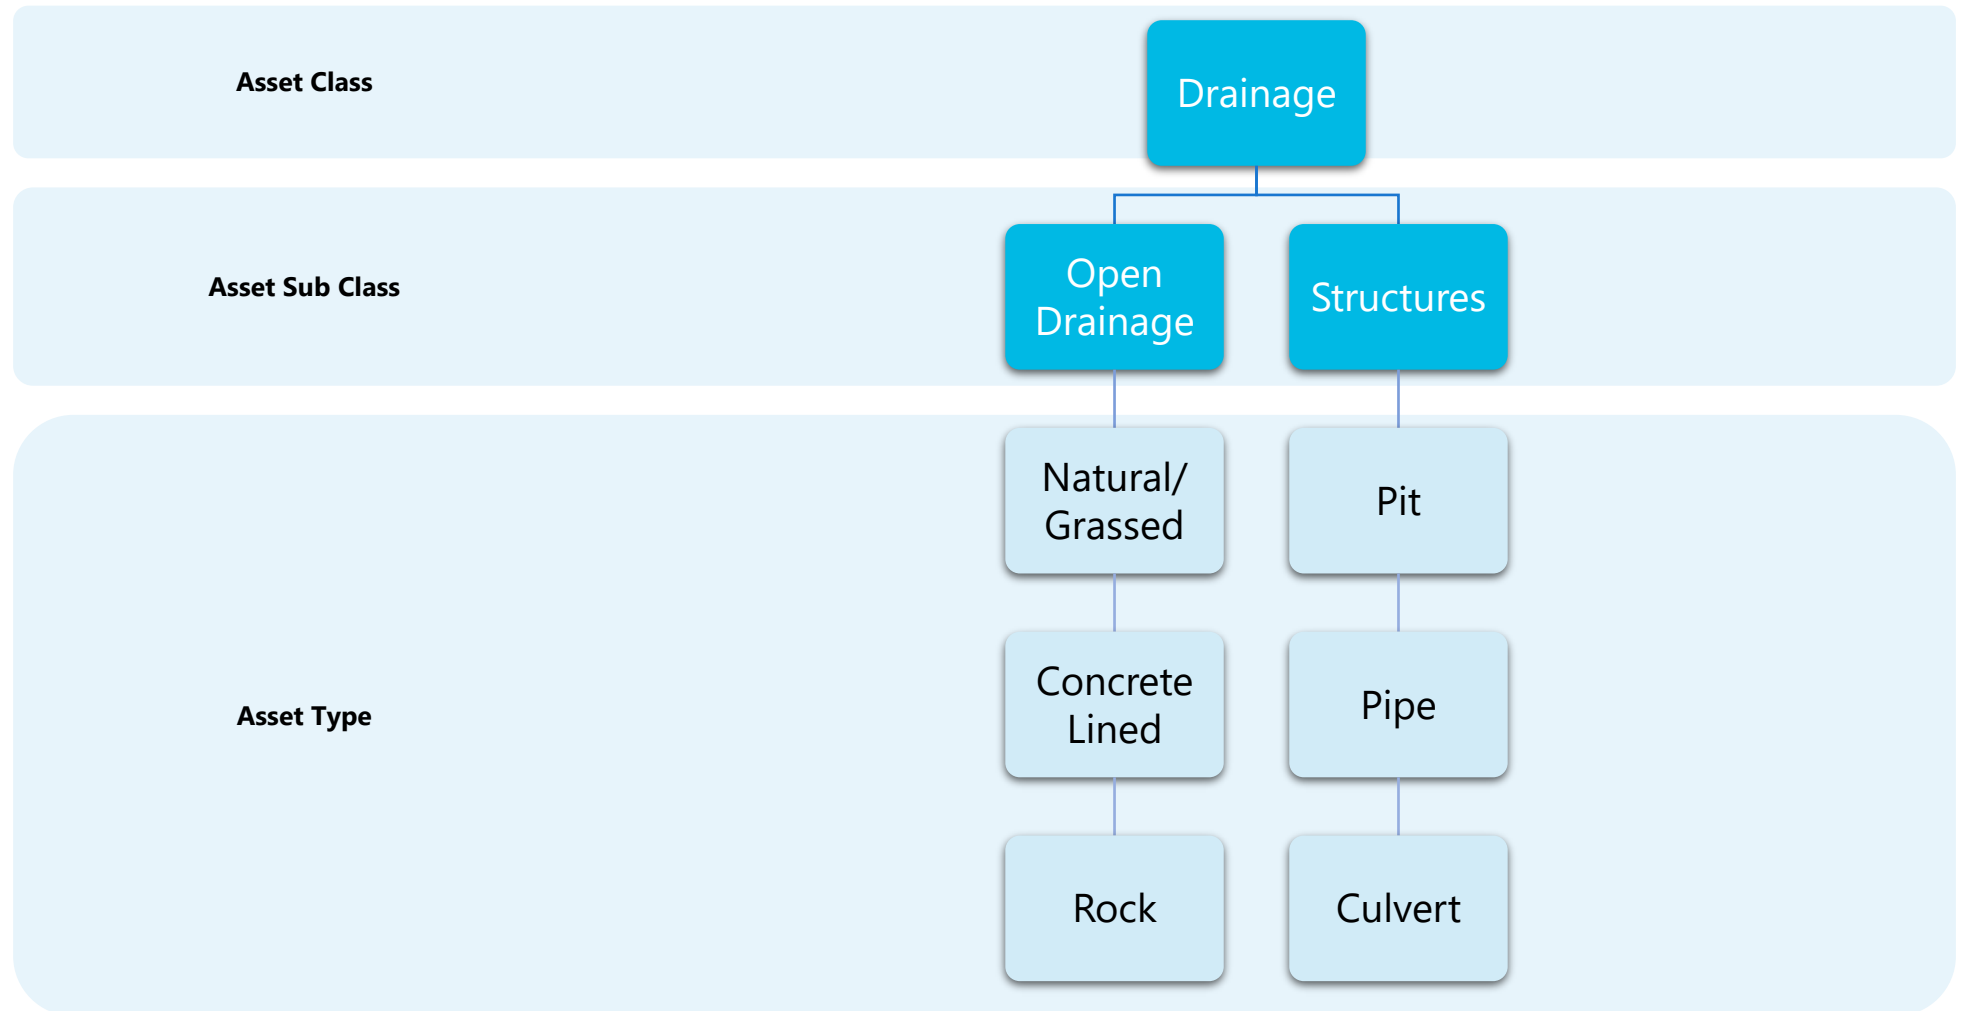 Asset Class
Drainage
Asset Sub Class
Open
Drainage
Structures
Asset Type
Natural/
Grassed
Pit
Concrete
Lined
Pipe
Rock
Culvert